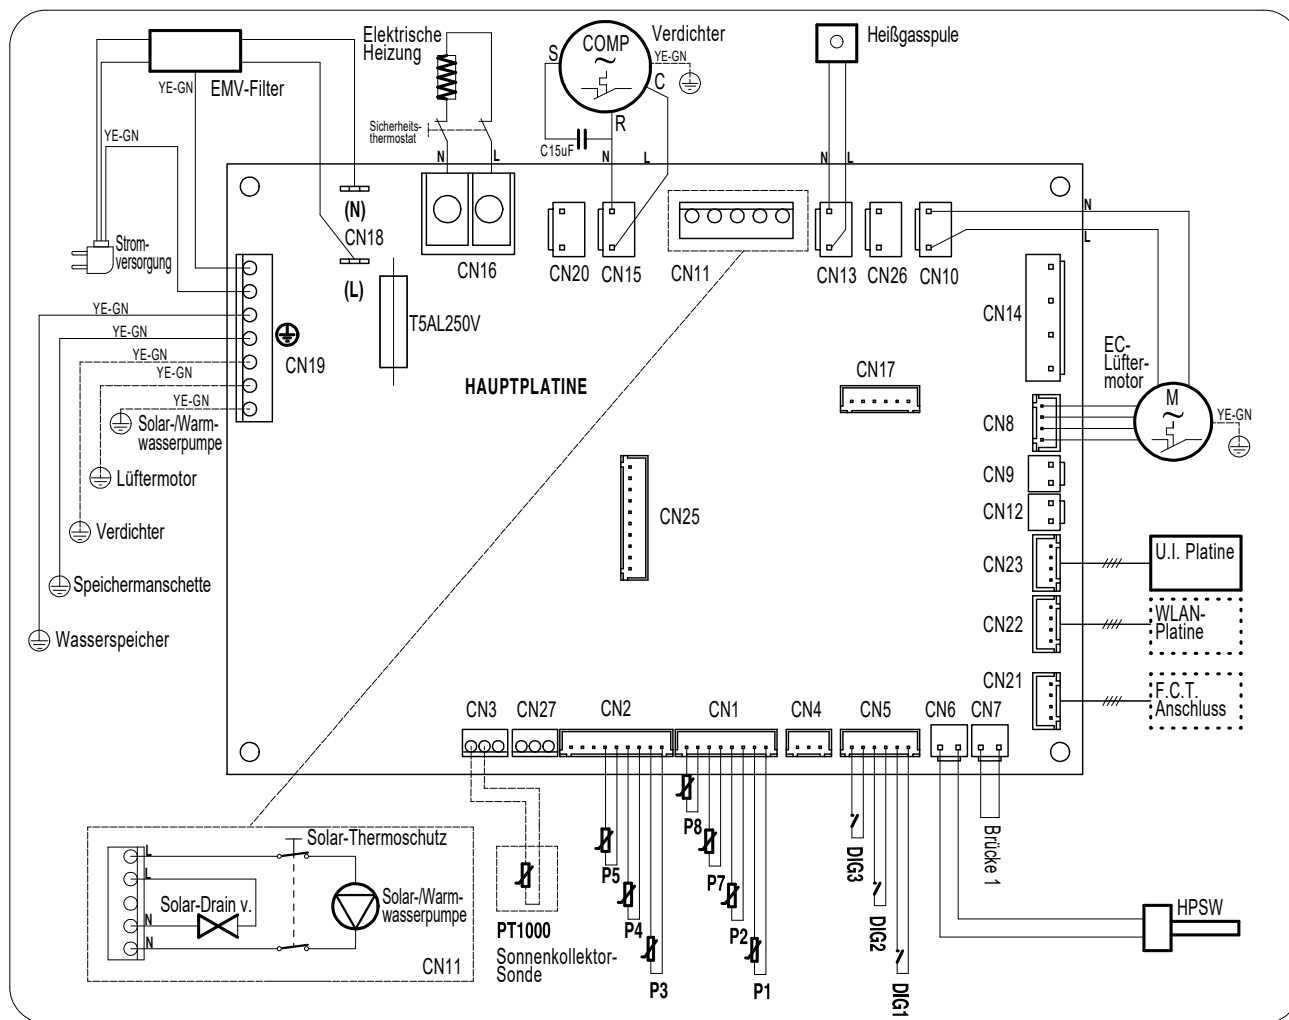 Elektrische
Heizung
S
COMP
~
Verdichter
YE-GN
C
R
Heißgasspule
YE-GN
EMV-Filter
YE-GN
Sicherheits-
thermostat
C15uF
N
L
N
L
N
L
N
L
(N)
CN18
(L)
Strom-
versorgung
CN16
CN20
CN15
CN11
CN13
CN26
CN10
CN14
T5AL250V
YE-GN
YE-GN
YE-GN
YE-GN
YE-GN
CN19
HAUPTPLATINE
CN17
EC-
Lüfter-
motor
M
~
YE-GN
CN8
Solar-/Warm-
wasserpumpe
Lüftermotor
Verdichter
Speichermanschette
Wasserspeicher
CN9
CN25
CN12
CN23
U.I. Platine
CN22
WLAN-
Platine
CN21
F.C.T.
Anschluss
CN3
CN27
CN2
CN1
CN4
CN5
CN6
CN7
P8
P5
P7
P4
P2
P3
P1
DIG3
DIG2
DIG1
Brücke 1
HPSW
PT1000
Sonnenkollektor-
Sonde
L
Solar-Thermoschutz
L
Solar-Drain v.
N
N
Solar-/Warm-
wasserpumpe
CN11